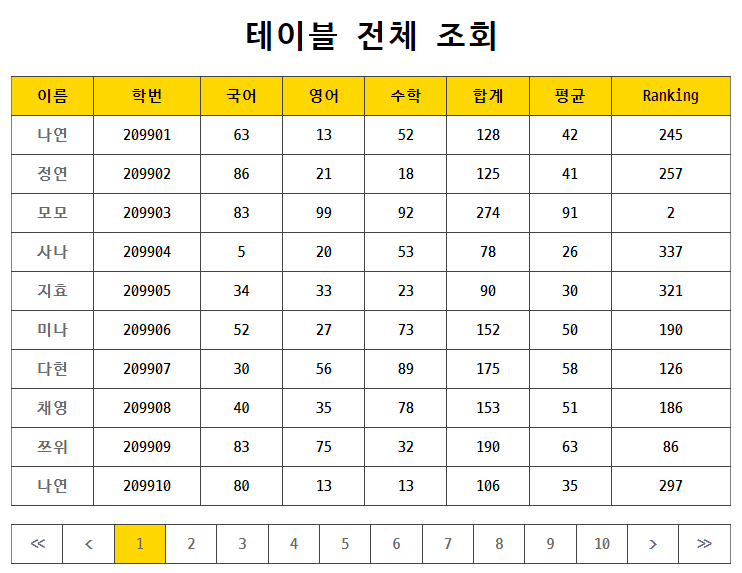 테이블 전체 조회
이름 학번 국어 영어 수학 합계 평균 Ranking
나연 209901 63 13 52 128 42 245
정연 209902 86 21 18 125 41 257
모모 209903 83 99 92 274 91 2
사나 209904 5 20 53 78 26 337
지효 209905 34 33 23 90 30 321
미나 209906 52 27 73 152 50 190
다현 209907 30 56 89 175 58 126
채영 209908 40 35 78 153 51 186
쯔위 209909 83 75 32 190 63 86
나연 209910 80 13 13 106 35 297
<< < 1 2 3 4 5 6 7 8 9 10 > >>